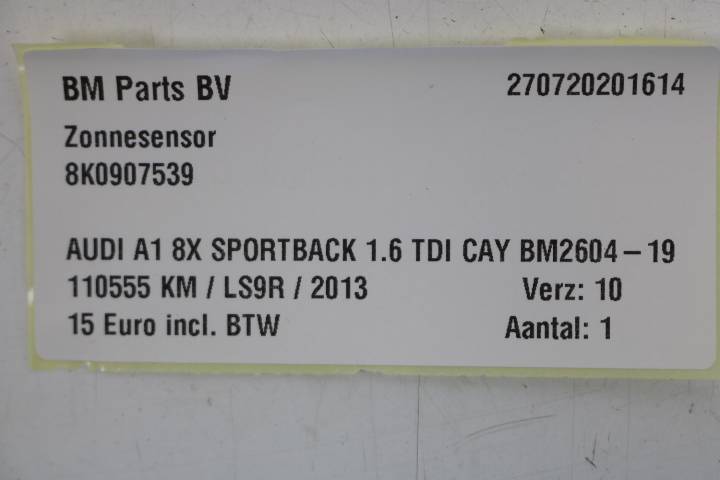 BM Parts BV 270720201614
Zonnesensor
8K0907539
AUDI A1 8X SPORTBACK 1.6 TDI CAY BM2604-19
110555 KM / LS9R / 2013 Verz: 10
15 Euro incl. BTW Aantal: 1